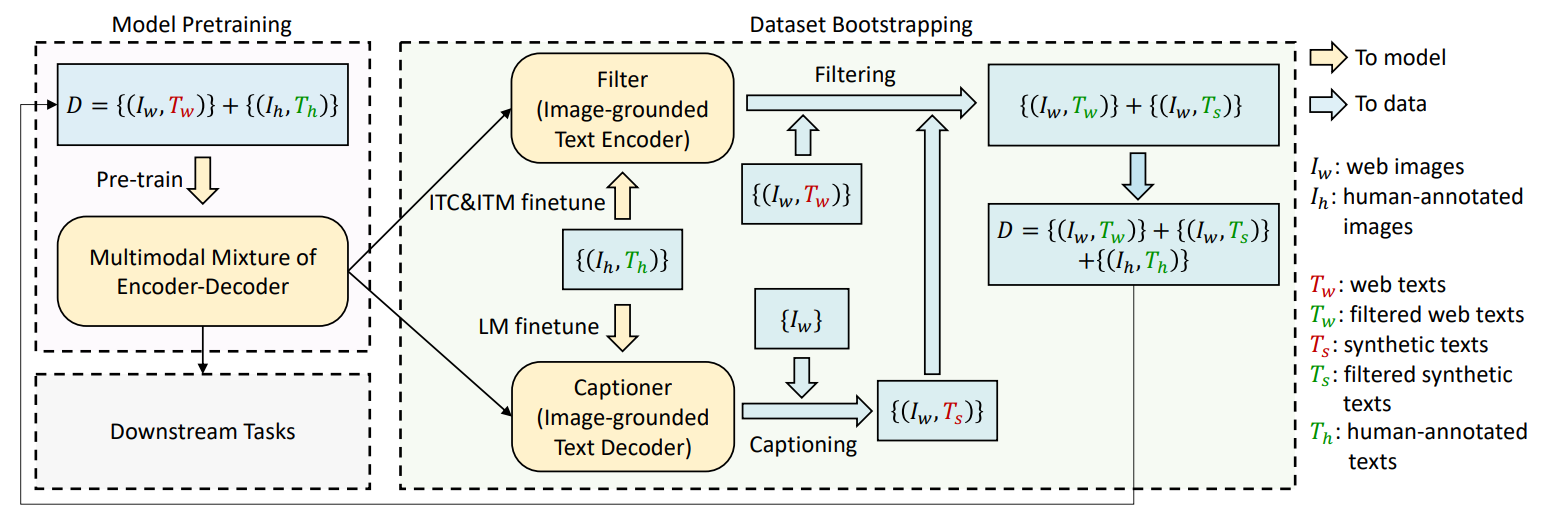 Model Pretraining
D = {(I_w, T_w)} + {(I_h, T_h)}
Pre-train
Multimodal Mixture of
Encoder-Decoder
Downstream Tasks
Dataset Bootstrapping
Filter
(Image-grounded
Text Encoder)
ITC&ITM finetune
{(I_h, T_h)}
LM finetune
Captioner
(Image-grounded
Text Decoder)
Filtering
{(I_w, T_w)}
{I_w}
Captioning
{(I_w, T_s)}
{(I_w, T_w)} + {(I_w, T_s)}
D = {(I_w, T_w)} + {(I_w, T_s)}
+{(I_h, T_h)}
To model
To data
I_w: web images
I_h: human-annotated
images
T_w: web texts
T_w: filtered web texts
T_s: synthetic texts
T_s: filtered synthetic
texts
T_h: human-annotated
texts